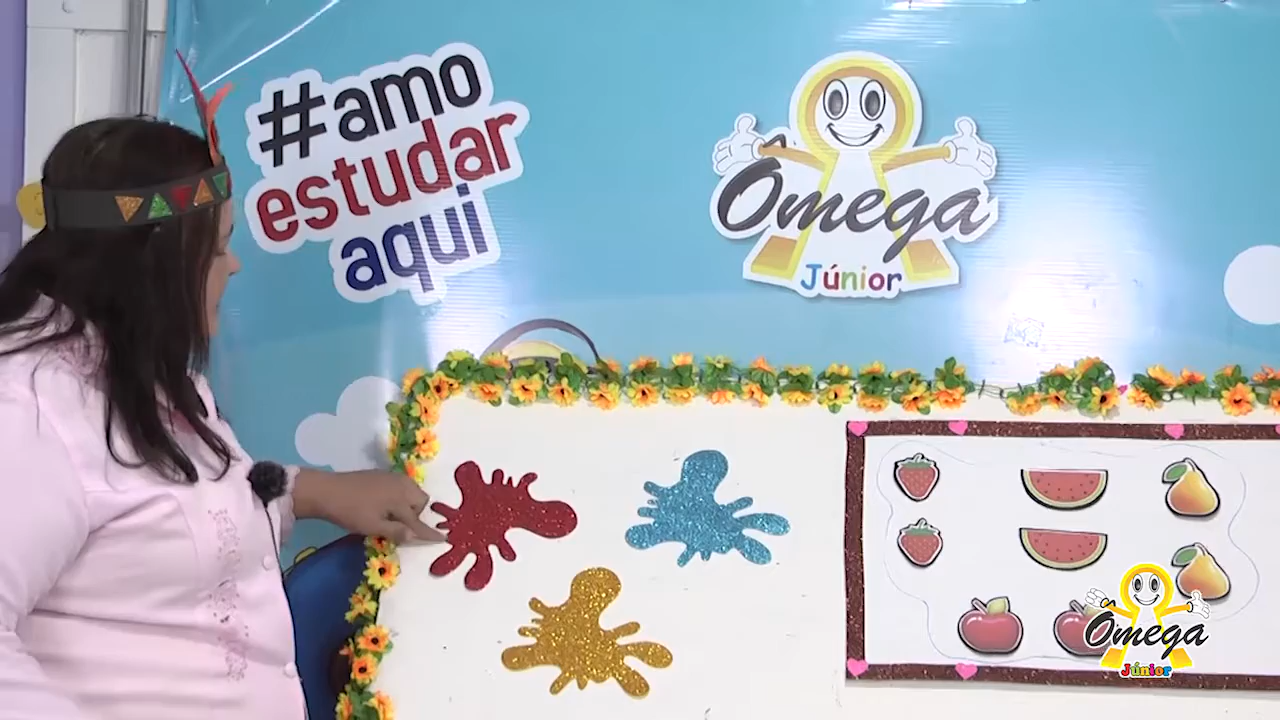 #amo
estudar
aqui
Ômega
Júnior
Ômega
Júnior